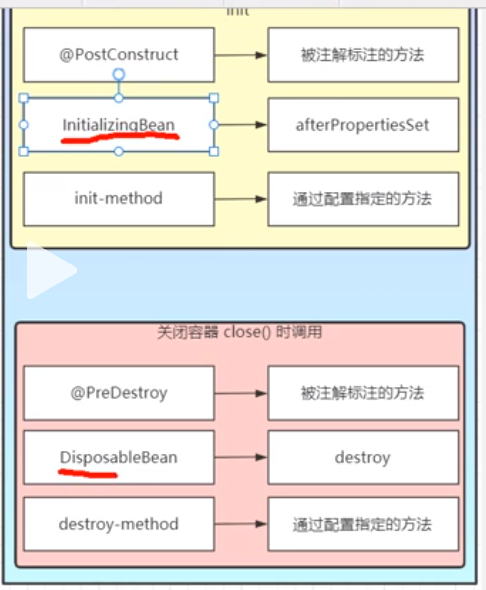 init
@PostConstruct
被注解标注的方法
InitializingBean
afterPropertiesSet
init-method
通过配置指定的方法
关闭容器 close() 时调用
@PreDestroy
被注解标注的方法
DisposableBean
destroy
destroy-method
通过配置指定的方法